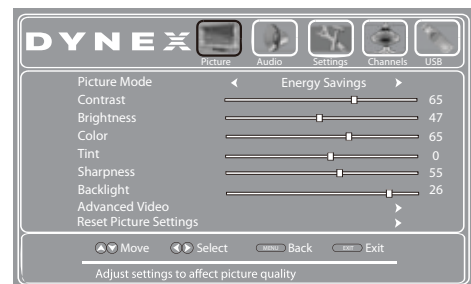 DYNEX
Picture Audio Settings Channels USB
Picture Mode Energy Savings
Contrast 65
Brightness 47
Color 65
Tint 0
Sharpness 55
Backlight 26
Advanced Video
Reset Picture Settings
Move Select MENU Back EXIT Exit
Adjust settings to affect picture quality